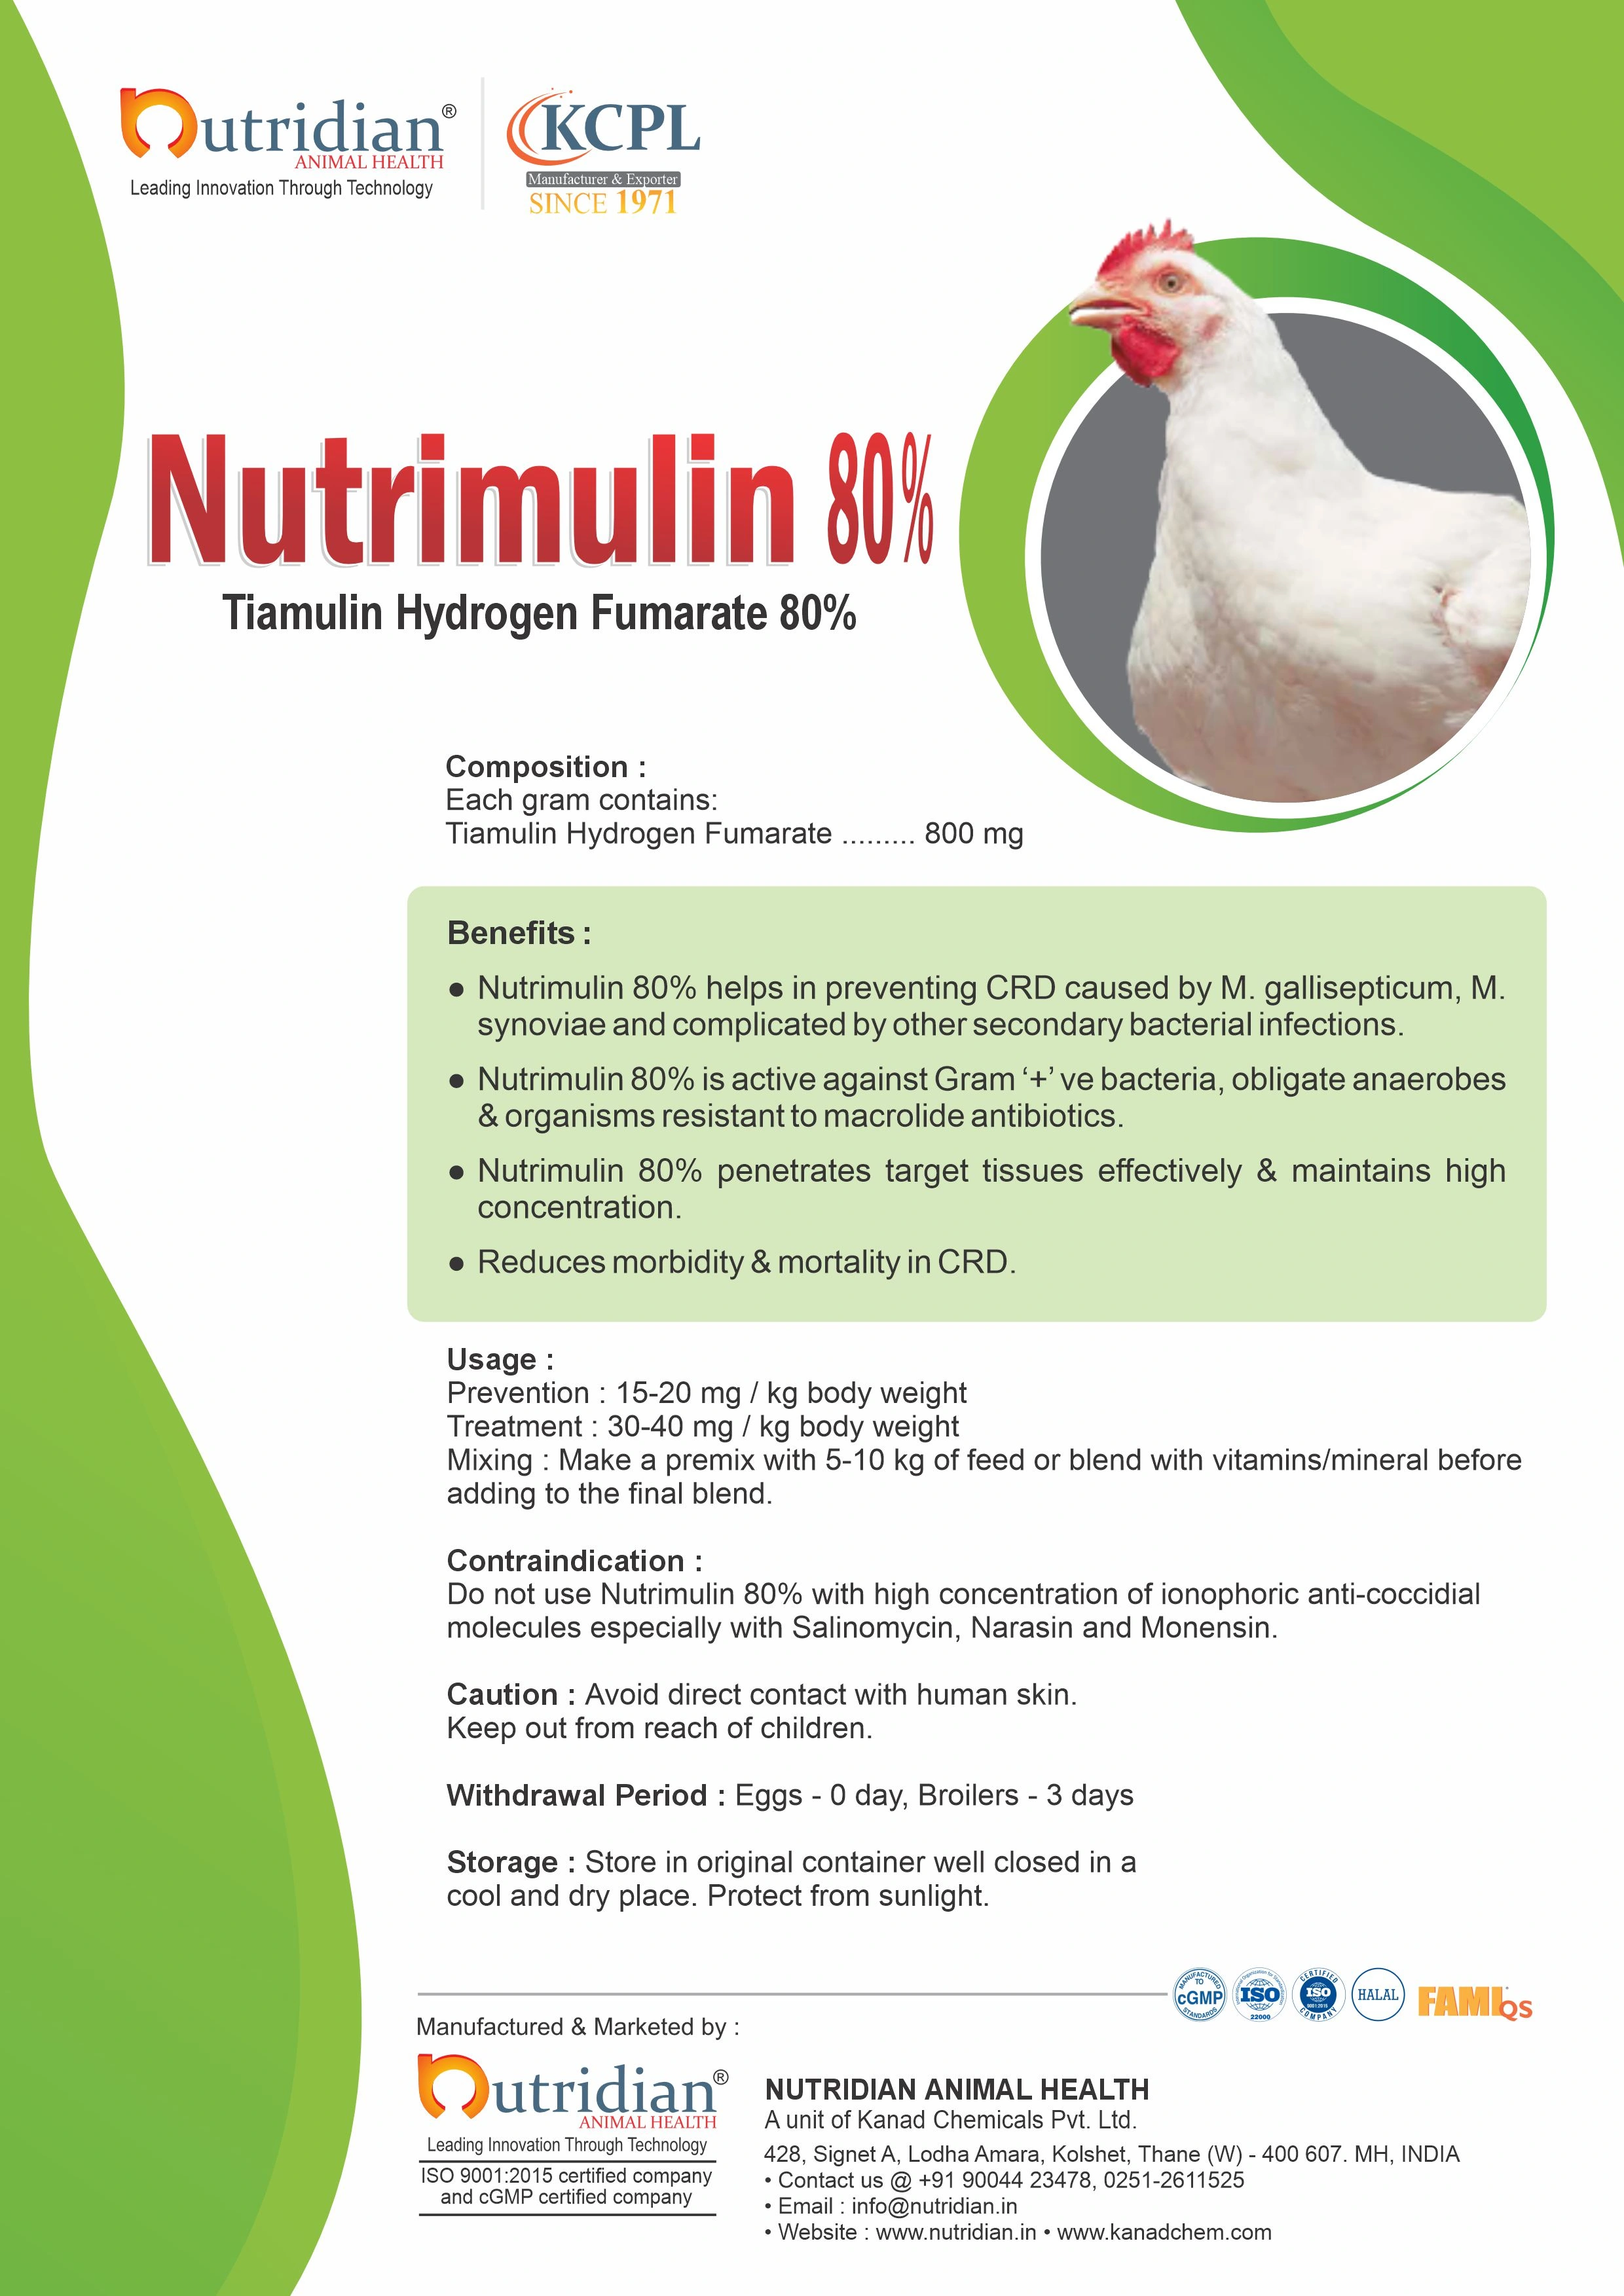 nutridian®
ANIMAL HEALTH
Leading Innovation Through Technology
KCPL
Manufacturer & Exporter
SINCE 1971
Nutrimulin 80%
Tiamulin Hydrogen Fumarate 80%
Composition :
Each gram contains:
Tiamulin Hydrogen Fumarate ......... 800 mg
Benefits :
● Nutrimulin 80% helps in preventing CRD caused by M. gallisepticum, M.
synoviae and complicated by other secondary bacterial infections.
● Nutrimulin 80% is active against Gram ‘+’ ve bacteria, obligate anaerobes
& organisms resistant to macrolide antibiotics.
● Nutrimulin 80% penetrates target tissues effectively & maintains high
concentration.
● Reduces morbidity & mortality in CRD.
Usage :
Prevention : 15-20 mg / kg body weight
Treatment : 30-40 mg / kg body weight
Mixing : Make a premix with 5-10 kg of feed or blend with vitamins/mineral before
adding to the final blend.
Contraindication :
Do not use Nutrimulin 80% with high concentration of ionophoric anti-coccidial
molecules especially with Salinomycin, Narasin and Monensin.
Caution : Avoid direct contact with human skin.
Keep out from reach of children.
Withdrawal Period : Eggs - 0 day, Broilers - 3 days
Storage : Store in original container well closed in a
cool and dry place. Protect from sunlight.
MANUFACTURED
TO
cGMP
STANDARDS
ISO
22000
CERTIFIED
ISO
9001:2015
COMPANY
HALAL
FAMI QS
Manufactured & Marketed by :
nutridian®
ANIMAL HEALTH
Leading Innovation Through Technology
ISO 9001:2015 certified company
and cGMP certified company
NUTRIDIAN ANIMAL HEALTH
A unit of Kanad Chemicals Pvt. Ltd.
428, Signet A, Lodha Amara, Kolshet, Thane (W) - 400 607. MH, INDIA
• Contact us @ +91 90044 23478, 0251-2611525
• Email : info@nutridian.in
• Website : www.nutridian.in • www.kanadchem.com